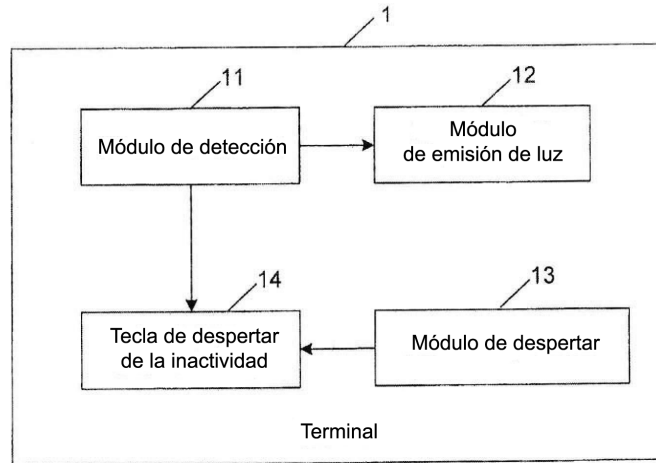 1
11
12
Módulo de detección
Módulo
de emisión de luz
14
13
Tecla de despertar
de la inactividad
Módulo de despertar
Terminal